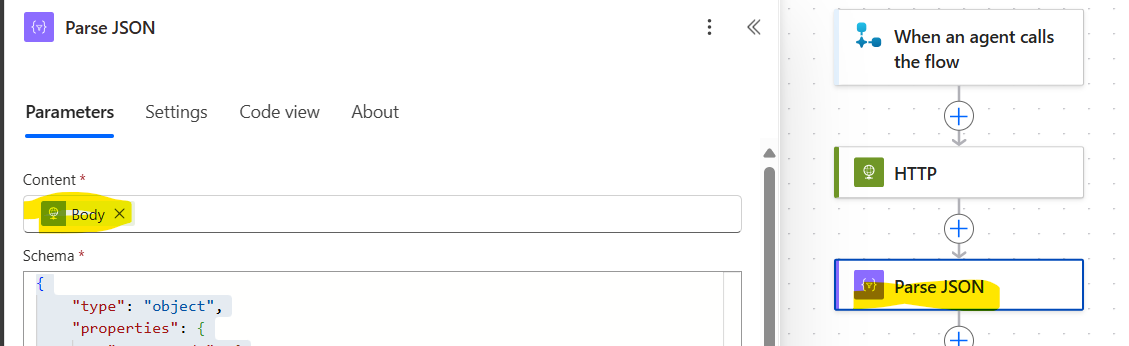 Parse JSON
Parameters Settings Code view About
Content *
Body
Schema *
{
"type": "object",
"properties": {
When an agent calls
the flow
HTTP
Parse JSON